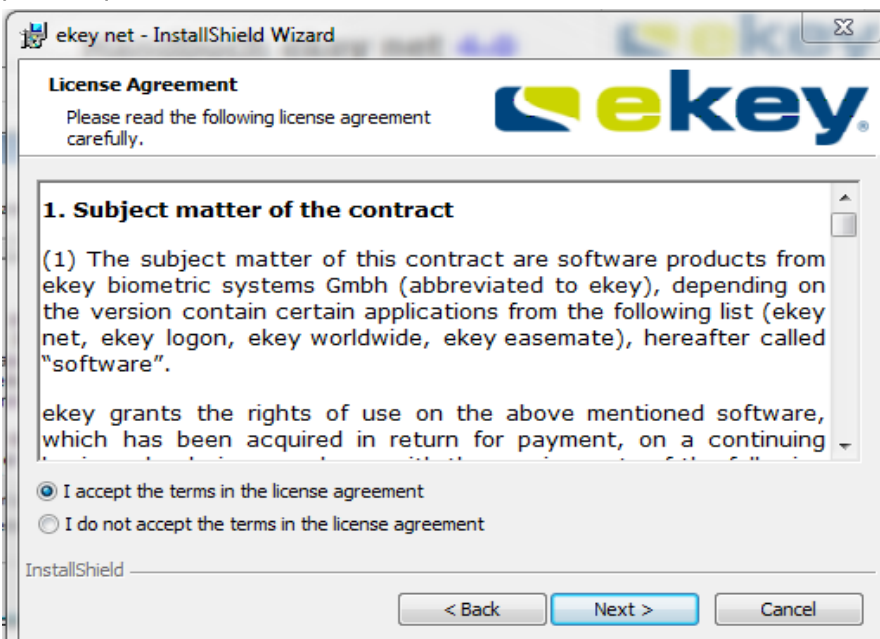 ekey net - InstallShield Wizard
License Agreement
Please read the following license agreement
carefully.
ekey
1. Subject matter of the contract
(1) The subject matter of this contract are software products from
ekey biometric systems Gmbh (abbreviated to ekey), depending on
the version contain certain applications from the following list (ekey
net, ekey logon, ekey worldwide, ekey easemate), hereafter called
“software”.
ekey grants the rights of use on the above mentioned software,
which has been acquired in return for payment, on a continuing
I accept the terms in the license agreement
I do not accept the terms in the license agreement
InstallShield
< Back
Next >
Cancel